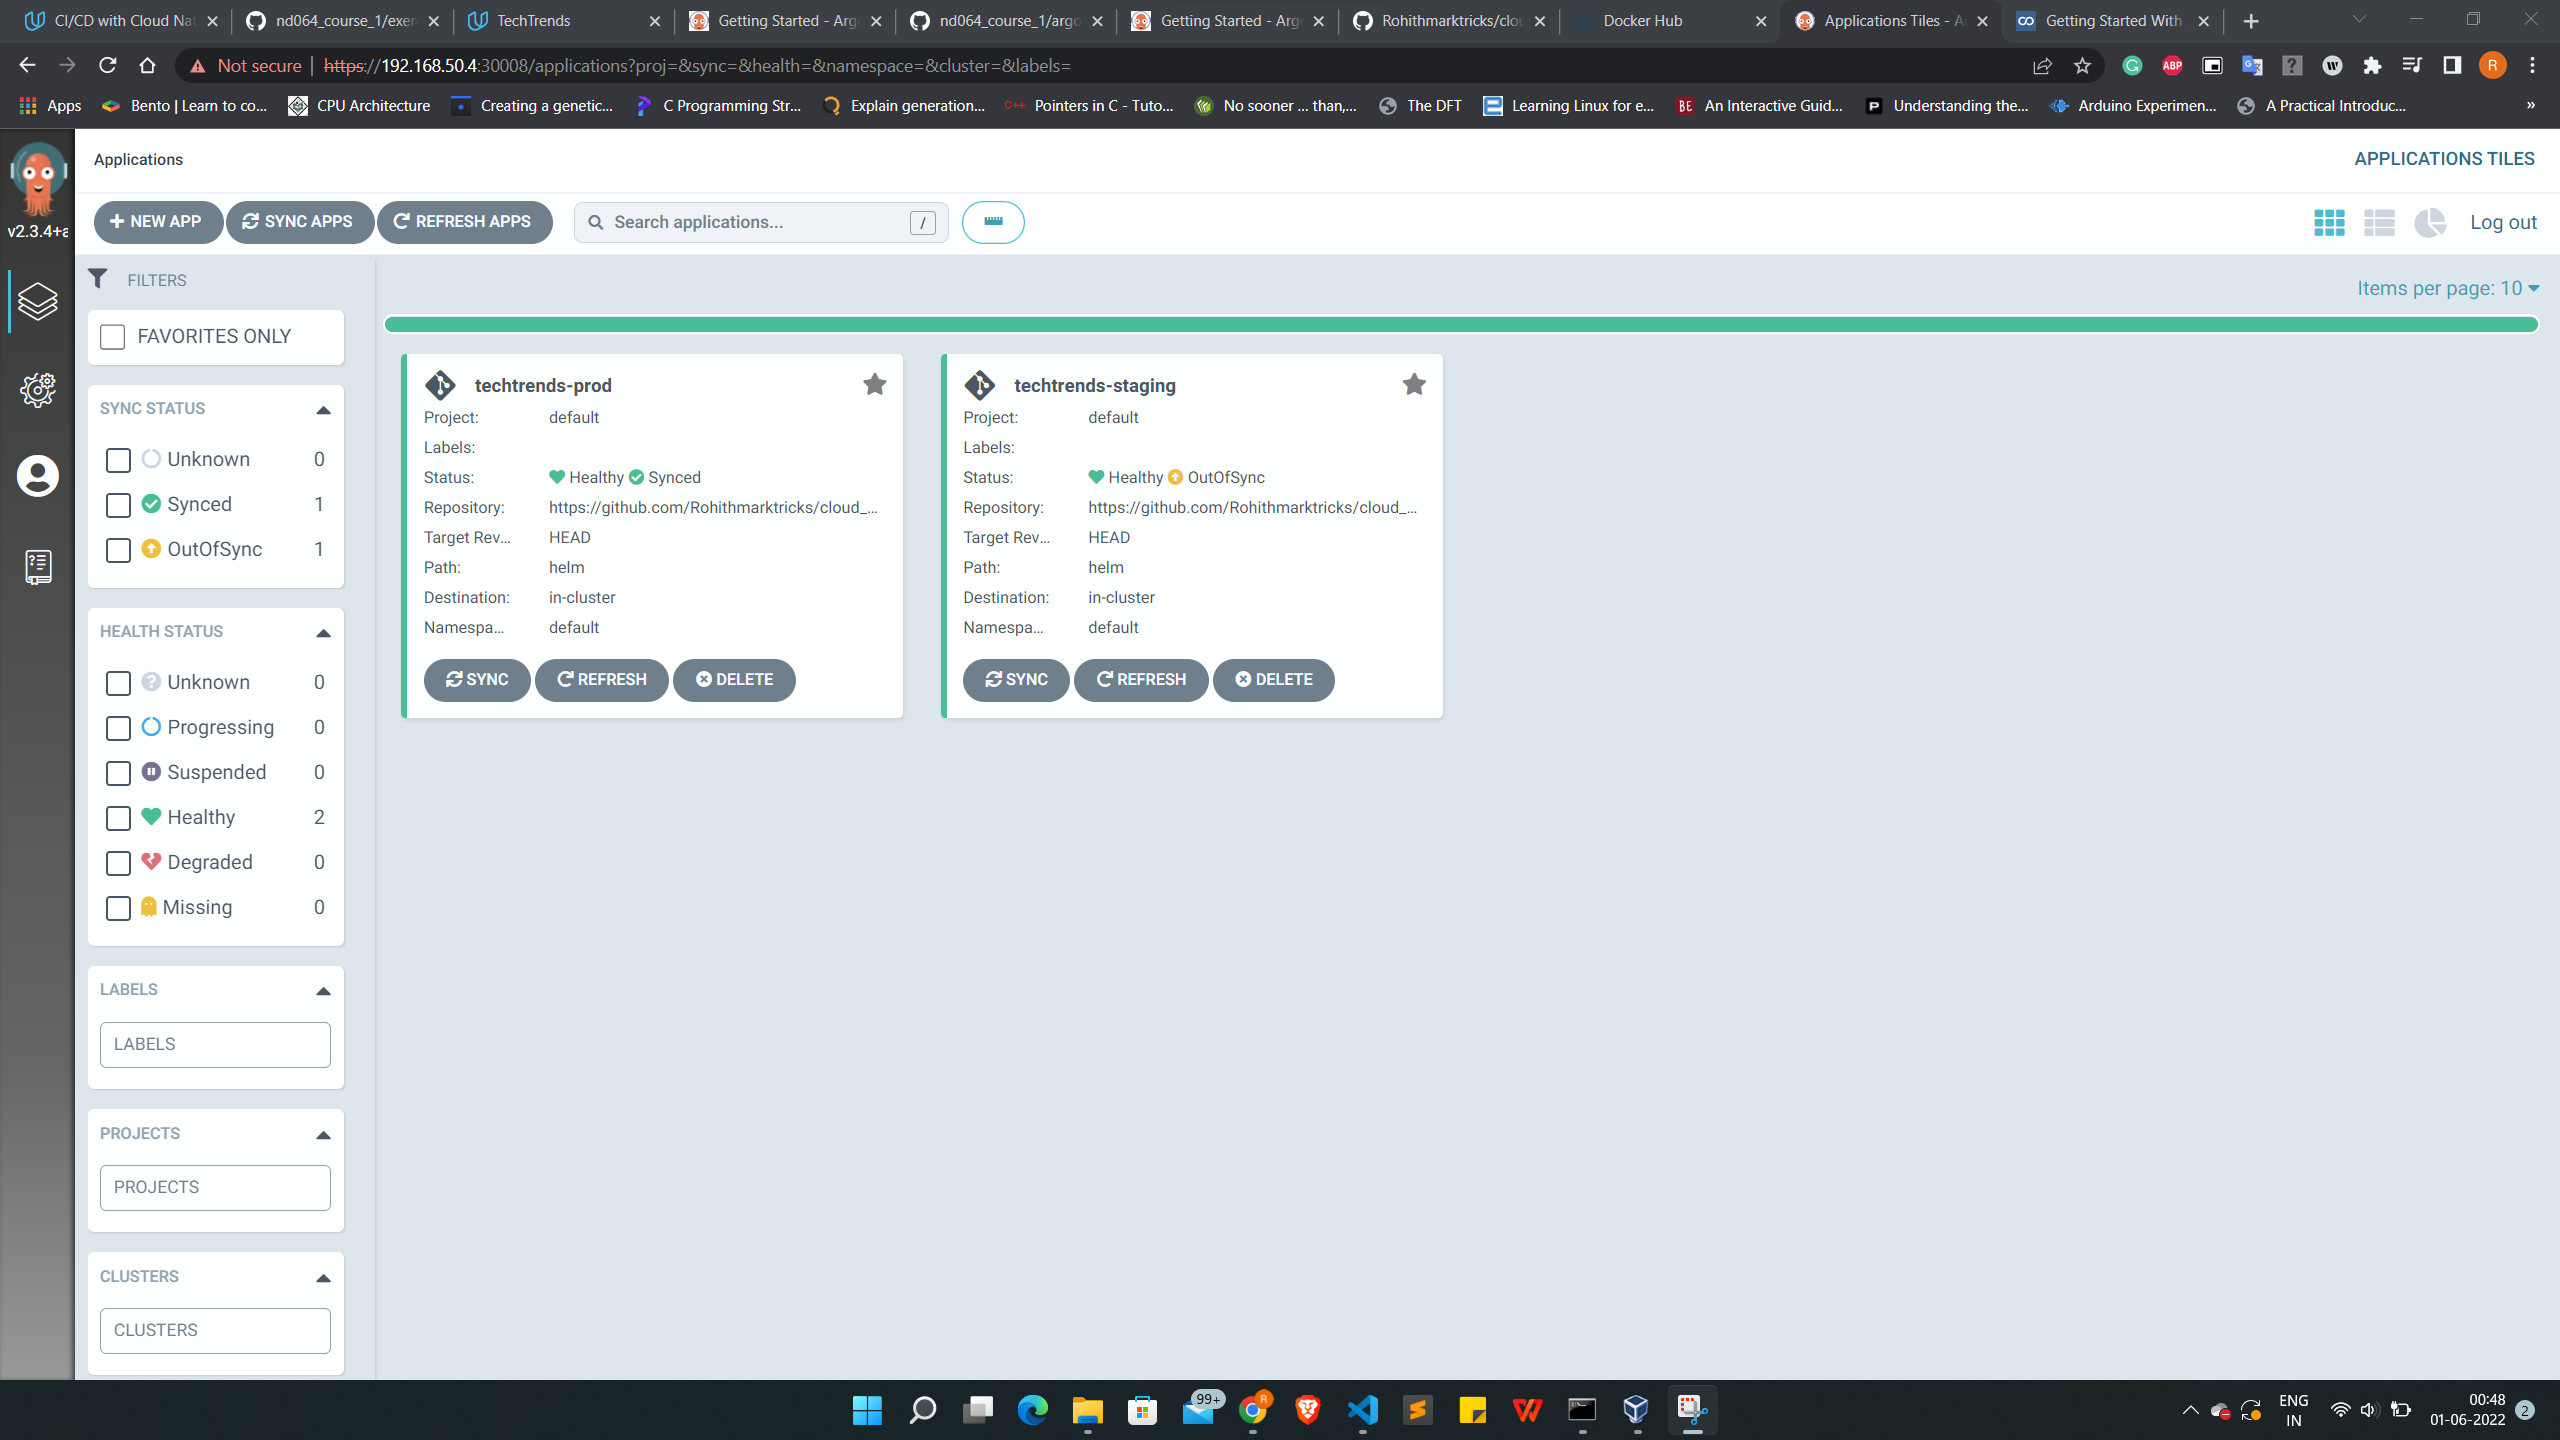 CI/CD with Cloud Nat
nd064_course_1/exer
TechTrends
Getting Started - Arg
nd064_course_1/argo
Getting Started - Arg
Rohithmarktricks/clou
Docker Hub
Applications Tiles - A
Getting Started With
Not secure | https://192.168.50.4:30008/applications?proj=&sync=&health=&namespace=&cluster=&labels=
ABP
R
Apps
Bento | Learn to co...
CPU Architecture
Creating a genetic...
C Programming Str...
Explain generation...
C++ Pointers in C - Tuto...
No sooner ... than,...
The DFT
Learning Linux for e...
BE An Interactive Guid...
Understanding the...
Arduino Experimen...
A Practical Introduc...
»
Applications
APPLICATIONS TILES
v2.3.4+a
NEW APP
SYNC APPS
REFRESH APPS
Search applications...
/
Log out
FILTERS
Items per page: 10
FAVORITES ONLY
SYNC STATUS
Unknown 0
Synced 1
OutOfSync 1
HEALTH STATUS
Unknown 0
Progressing 0
Suspended 0
Healthy 2
Degraded 0
Missing 0
LABELS
LABELS
PROJECTS
PROJECTS
CLUSTERS
CLUSTERS
techtrends-prod
Project: default
Labels:
Status: Healthy Synced
Repository: https://github.com/Rohithmarktricks/cloud_...
Target Rev... HEAD
Path: helm
Destination: in-cluster
Namespa... default
SYNC
REFRESH
DELETE
techtrends-staging
Project: default
Labels:
Status: Healthy OutOfSync
Repository: https://github.com/Rohithmarktricks/cloud_...
Target Rev... HEAD
Path: helm
Destination: in-cluster
Namespa... default
SYNC
REFRESH
DELETE
99+
R
ENG
IN
00:48
01-06-2022
2